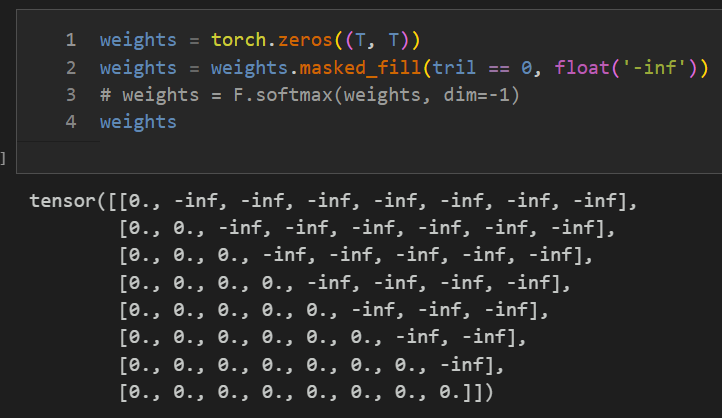 1 weights = torch.zeros((T, T))
2 weights = weights.masked_fill(tril == 0, float('-inf'))
3 # weights = F.softmax(weights, dim=-1)
4 weights
]
tensor([[0., -inf, -inf, -inf, -inf, -inf, -inf, -inf],
[0., 0., -inf, -inf, -inf, -inf, -inf, -inf],
[0., 0., 0., -inf, -inf, -inf, -inf, -inf],
[0., 0., 0., 0., -inf, -inf, -inf, -inf],
[0., 0., 0., 0., 0., -inf, -inf, -inf],
[0., 0., 0., 0., 0., 0., -inf, -inf],
[0., 0., 0., 0., 0., 0., 0., -inf],
[0., 0., 0., 0., 0., 0., 0., 0.]])